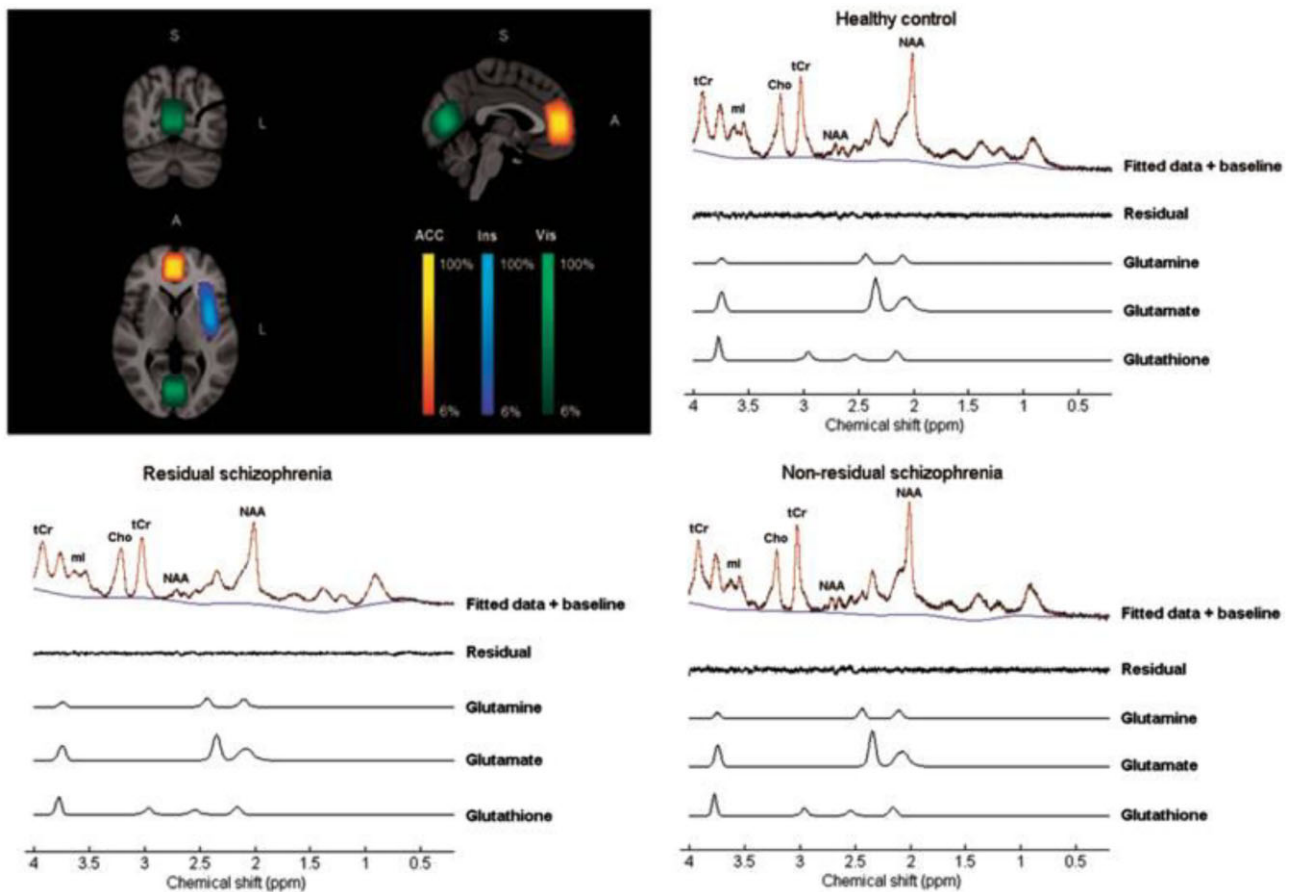 S
S
L
A
A
L
ACC Ins Vis
100% 100% 100%
6% 6% 6%
Healthy control
tCr
mI
Cho
tCr
NAA
NAA
Fitted data + baseline
Residual
Glutamine
Glutamate
Glutathione
4 3.5 3 2.5 2 1.5 1 0.5
Chemical shift (ppm)
Residual schizophrenia
tCr
mI
Cho
tCr
NAA
NAA
Fitted data + baseline
Residual
Glutamine
Glutamate
Glutathione
4 3.5 3 2.5 2 1.5 1 0.5
Chemical shift (ppm)
Non-residual schizophrenia
tCr
mI
Cho
tCr
NAA
NAA
Fitted data + baseline
Residual
Glutamine
Glutamate
Glutathione
4 3.5 3 2.5 2 1.5 1 0.5
Chemical shift (ppm)